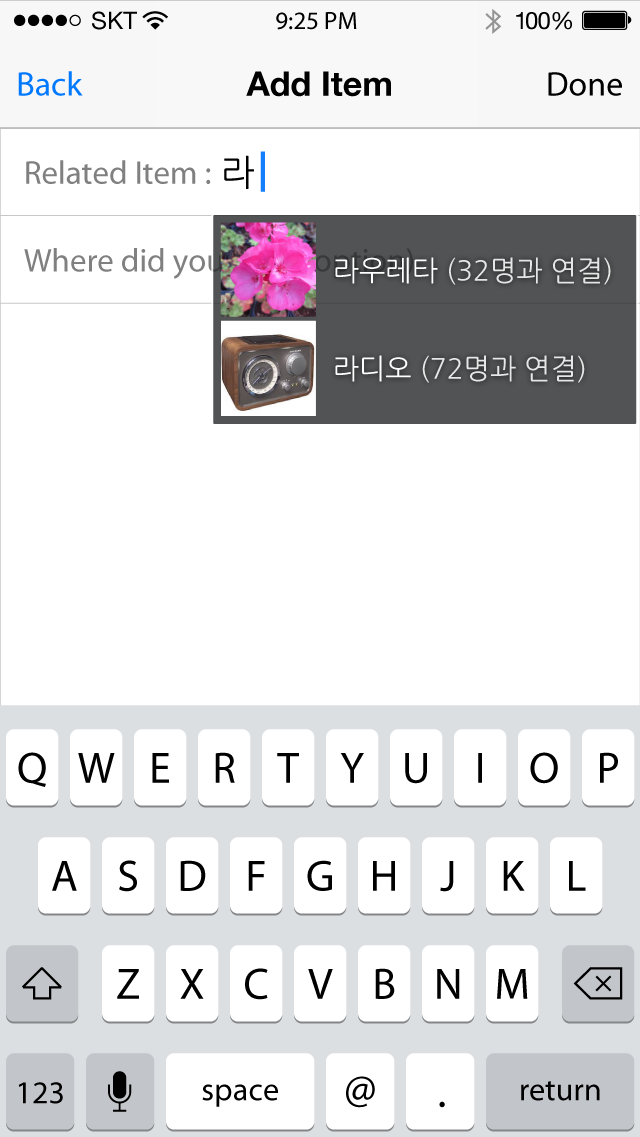 SKT 9:25 PM 100%
Back Add Item Done
Related Item : 라
Where did you
라우레타 (32명과 연결)
라디오 (72명과 연결)
Q W E R T Y U I O P
A S D F G H J K L
Z X C V B N M
123 space @ . return